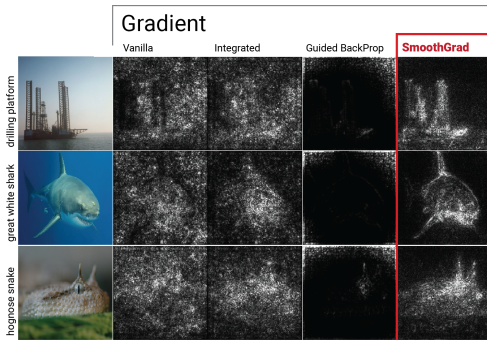 Gradient
Vanilla
Integrated
Guided BackProp
SmoothGrad
drilling platform
great white shark
hognose snake